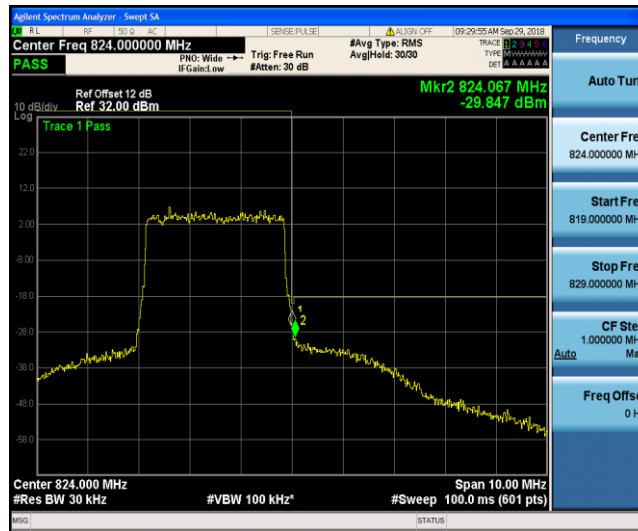 Agilent Spectrum Analyzer - Swept SA
RL RF 50 Ω AC SENSE:PULSE ALIGN OFF 09:29:55 AM Sep 29, 2018
Center Freq 824.000000 MHz
PASS
PNO: Wide
IFGain:Low
Trig: Free Run
#Atten: 30 dB
#Avg Type: RMS
Avg|Hold: 30/30
TRACE 1 2 3 4 5 6
TYPE M
DET A A A A A A
Ref Offset 12 dB
10 dB/div Ref 32.00 dBm
Mkr2 824.067 MHz
-29.847 dBm
Log
Trace 1 Pass
22.0
12.0
2.00
-8.00
-18.0
-28.0
-38.0
-48.0
-58.0
1
2
Center 824.000 MHz Span 10.00 MHz
#Res BW 30 kHz #VBW 100 kHz* #Sweep 100.0 ms (601 pts)
MSG STATUS
Frequency
Auto Tun
Center Fre
824.000000 MH
Start Fre
819.000000 MH
Stop Fre
829.000000 MH
CF Ste
1.000000 MH
Auto Ma
Freq Offse
0 H